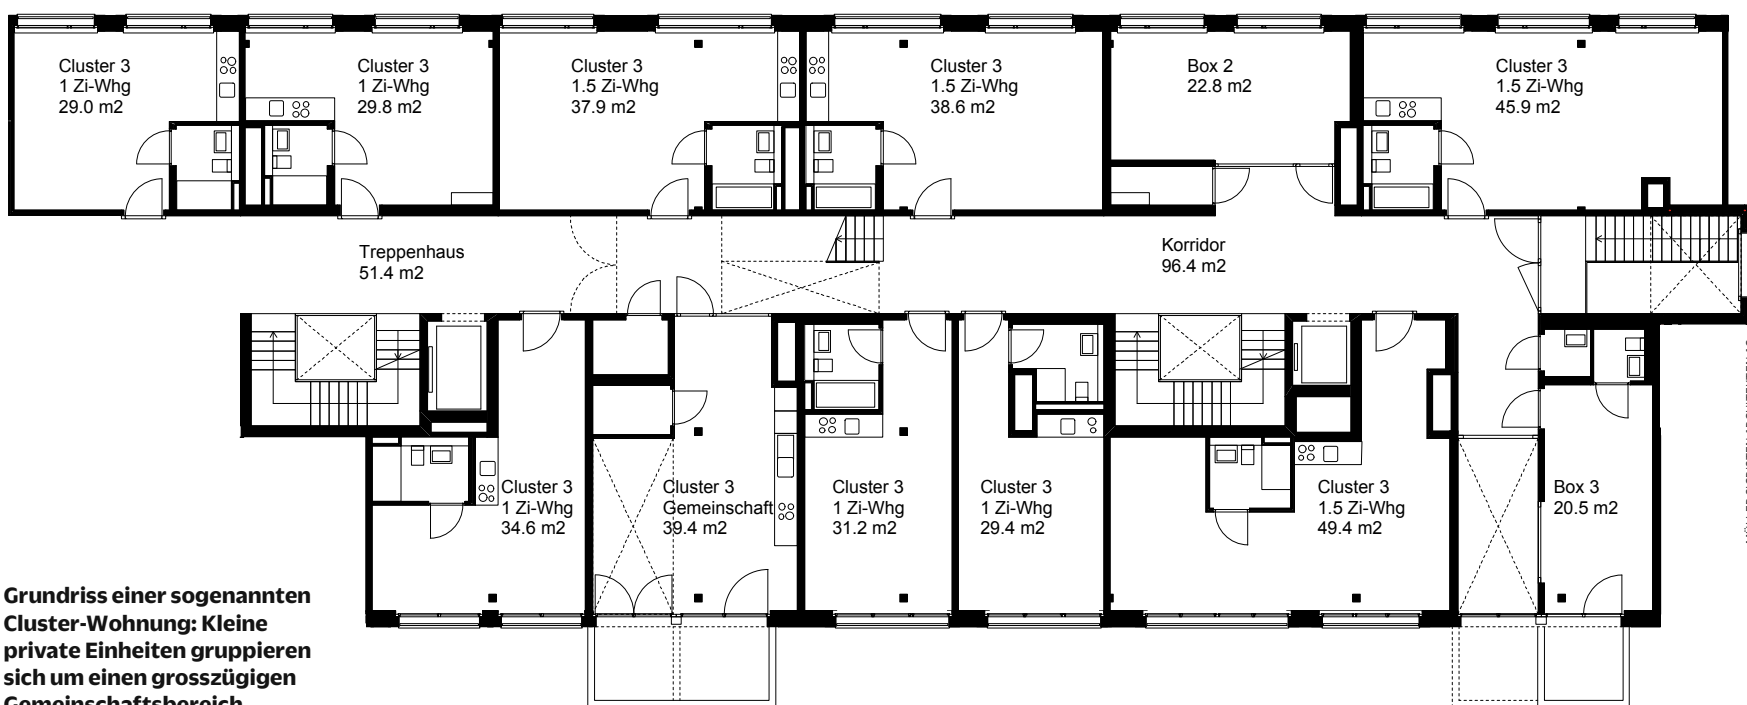 Cluster 3
1 Zi-Whg
29.0 m2
Cluster 3
1 Zi-Whg
29.8 m2
Cluster 3
1.5 Zi-Whg
37.9 m2
Cluster 3
1.5 Zi-Whg
38.6 m2
Box 2
22.8 m2
Cluster 3
1.5 Zi-Whg
45.9 m2
Treppenhaus
51.4 m2
Korridor
96.4 m2
Cluster 3
1 Zi-Whg
34.6 m2
Cluster 3
Gemeinschaft
39.4 m2
Cluster 3
1 Zi-Whg
31.2 m2
Cluster 3
1 Zi-Whg
29.4 m2
Cluster 3
1.5 Zi-Whg
49.4 m2
Box 3
20.5 m2
Grundriss einer sogenannten
Cluster-Wohnung: Kleine
private Einheiten gruppieren
sich um einen grosszügigen
Gemeinschaftsbereich